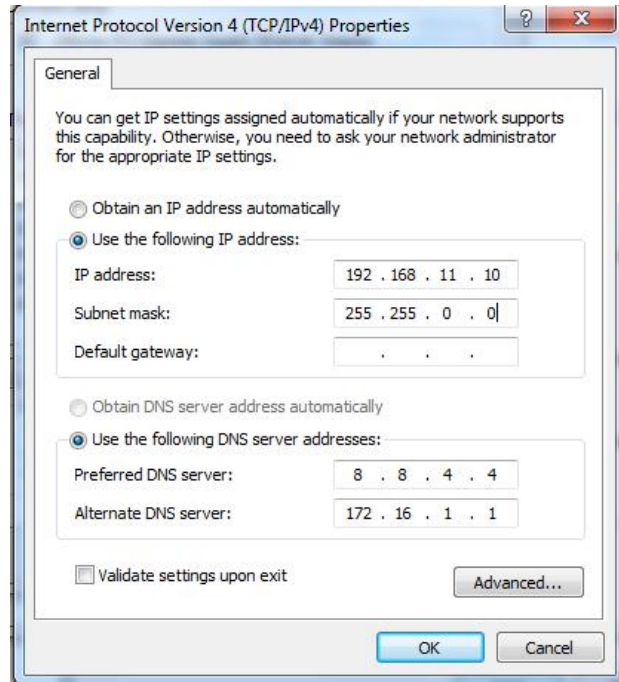 Internet Protocol Version 4 (TCP/IPv4) Properties
General
You can get IP settings assigned automatically if your network supports
this capability. Otherwise, you need to ask your network administrator
for the appropriate IP settings.
Obtain an IP address automatically
Use the following IP address:
IP address: 192 . 168 . 11 . 10
Subnet mask: 255 . 255 . 0 . 0
Default gateway: . . .
Obtain DNS server address automatically
Use the following DNS server addresses:
Preferred DNS server: 8 . 8 . 4 . 4
Alternate DNS server: 172 . 16 . 1 . 1
Validate settings upon exit
Advanced...
OK Cancel